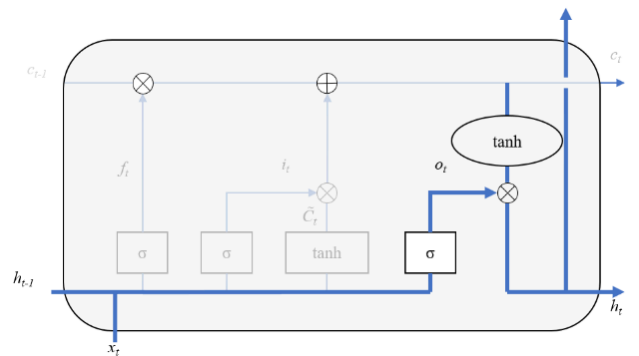 c_{t-1}
c_t
tanh
f_t
i_t
o_t
C̃_t
σ
σ
tanh
σ
h_{t-1}
h_t
x_t